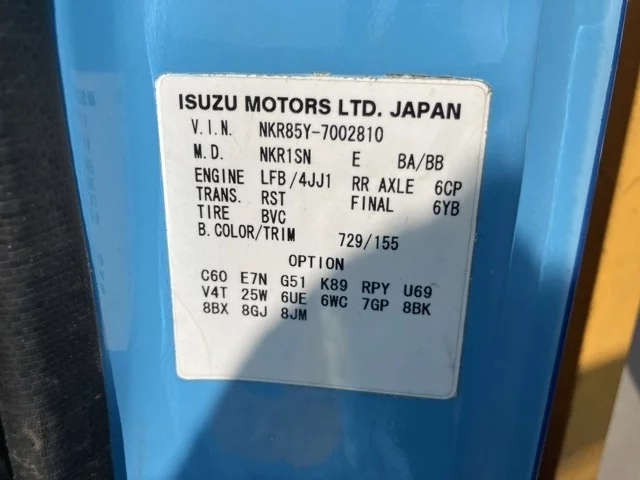 ISUZU MOTORS LTD. JAPAN
V.I.N. NKR85Y-7002810
M.D. NKR1SN E BA/BB
ENGINE LFB/4JJ1 RR AXLE 6CP
TRANS. RST FINAL 6YB
TIRE BVC
B.COLOR/TRIM 729/155
OPTION
C60 E7N G51 K89 RPY U69
V4T 25W 6UE 6WC 7GP 8BK
8BX 8GJ 8JM